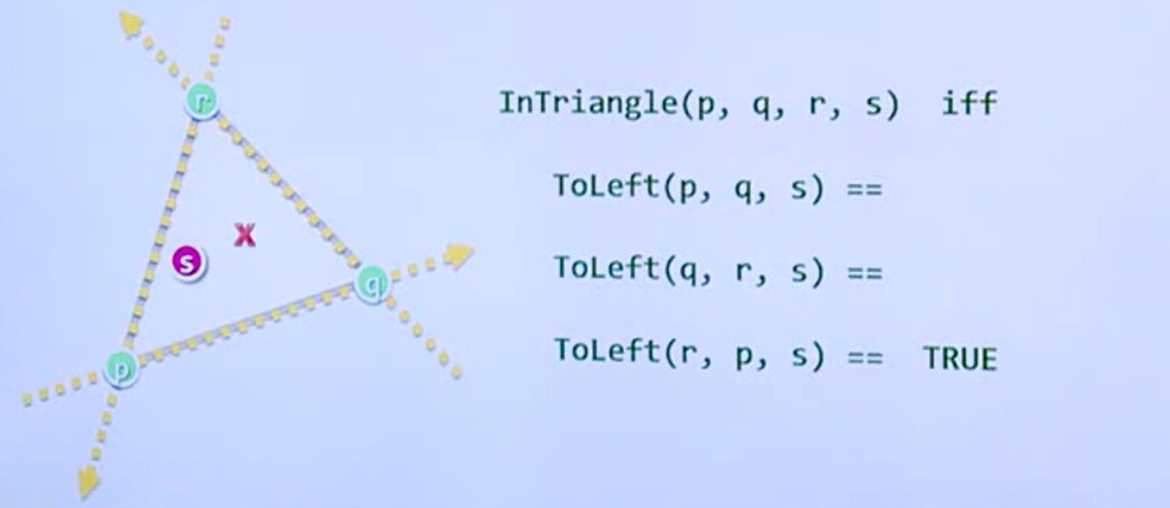 r
InTriangle(p, q, r, s) iff
ToLeft(p, q, s) ==
X
s
ToLeft(q, r, s) ==
q
ToLeft(r, p, s) == TRUE
p